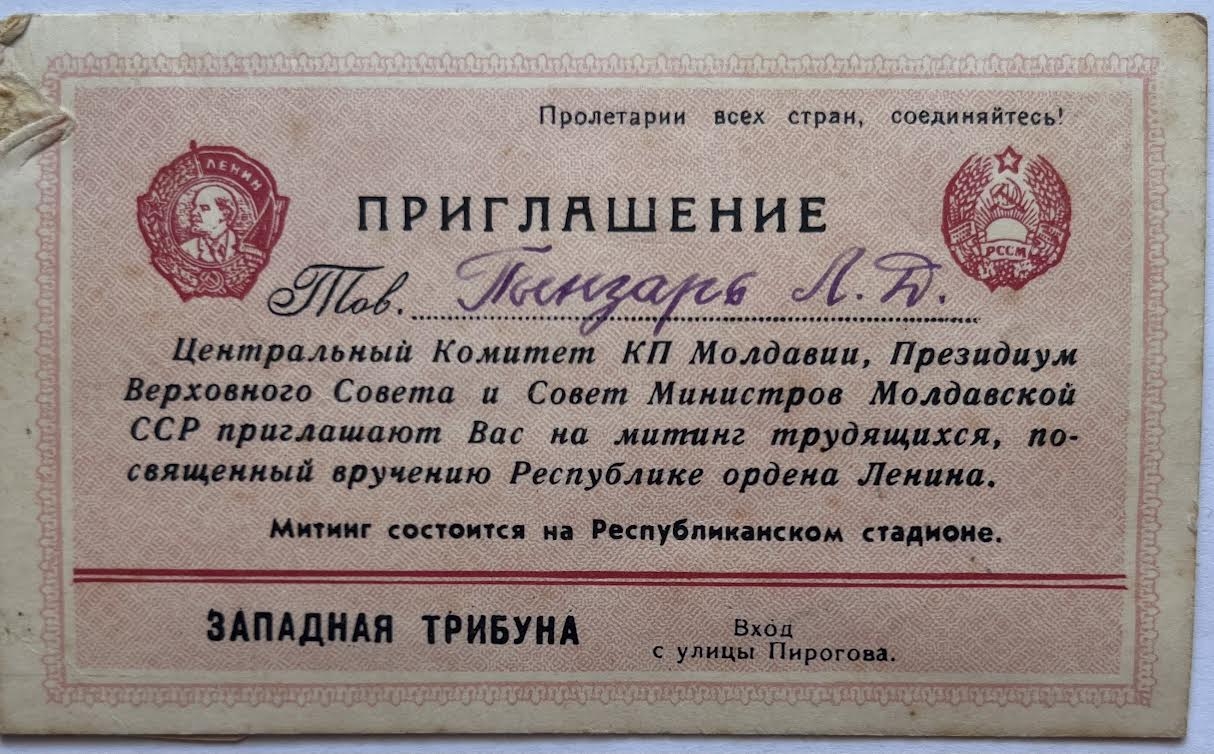 Пролетарии всех стран, соединяйтесь!
ЛЕНИН
ПРИГЛАШЕНИЕ
РССМ
Тов. Пынзарь Л. Д.
Центральный Комитет КП Молдавии, Президиум
Верховного Совета и Совет Министров Молдавской
ССР приглашают Вас на митинг трудящихся, по-
священный вручению Республике ордена Ленина.
Митинг состоится на Республиканском стадионе.
ЗАПАДНАЯ ТРИБУНА
Вход
с улицы Пирогова.